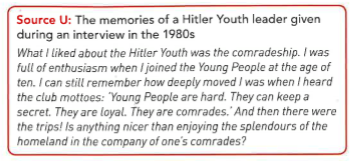 Source U: The memories of a Hitler Youth leader given
during an interview in the 1980s
What I liked about the Hitler Youth was the comradeship. I was
full of enthusiasm when I joined the Young People at the age of
ten. I can still remember how deeply moved I was when I heard
the club mottoes: 'Young People are hard. They can keep a
secret. They are loyal. They are comrades.' And then there were
the trips! Is anything nicer than enjoying the splendours of the
homeland in the company of one's comrades?